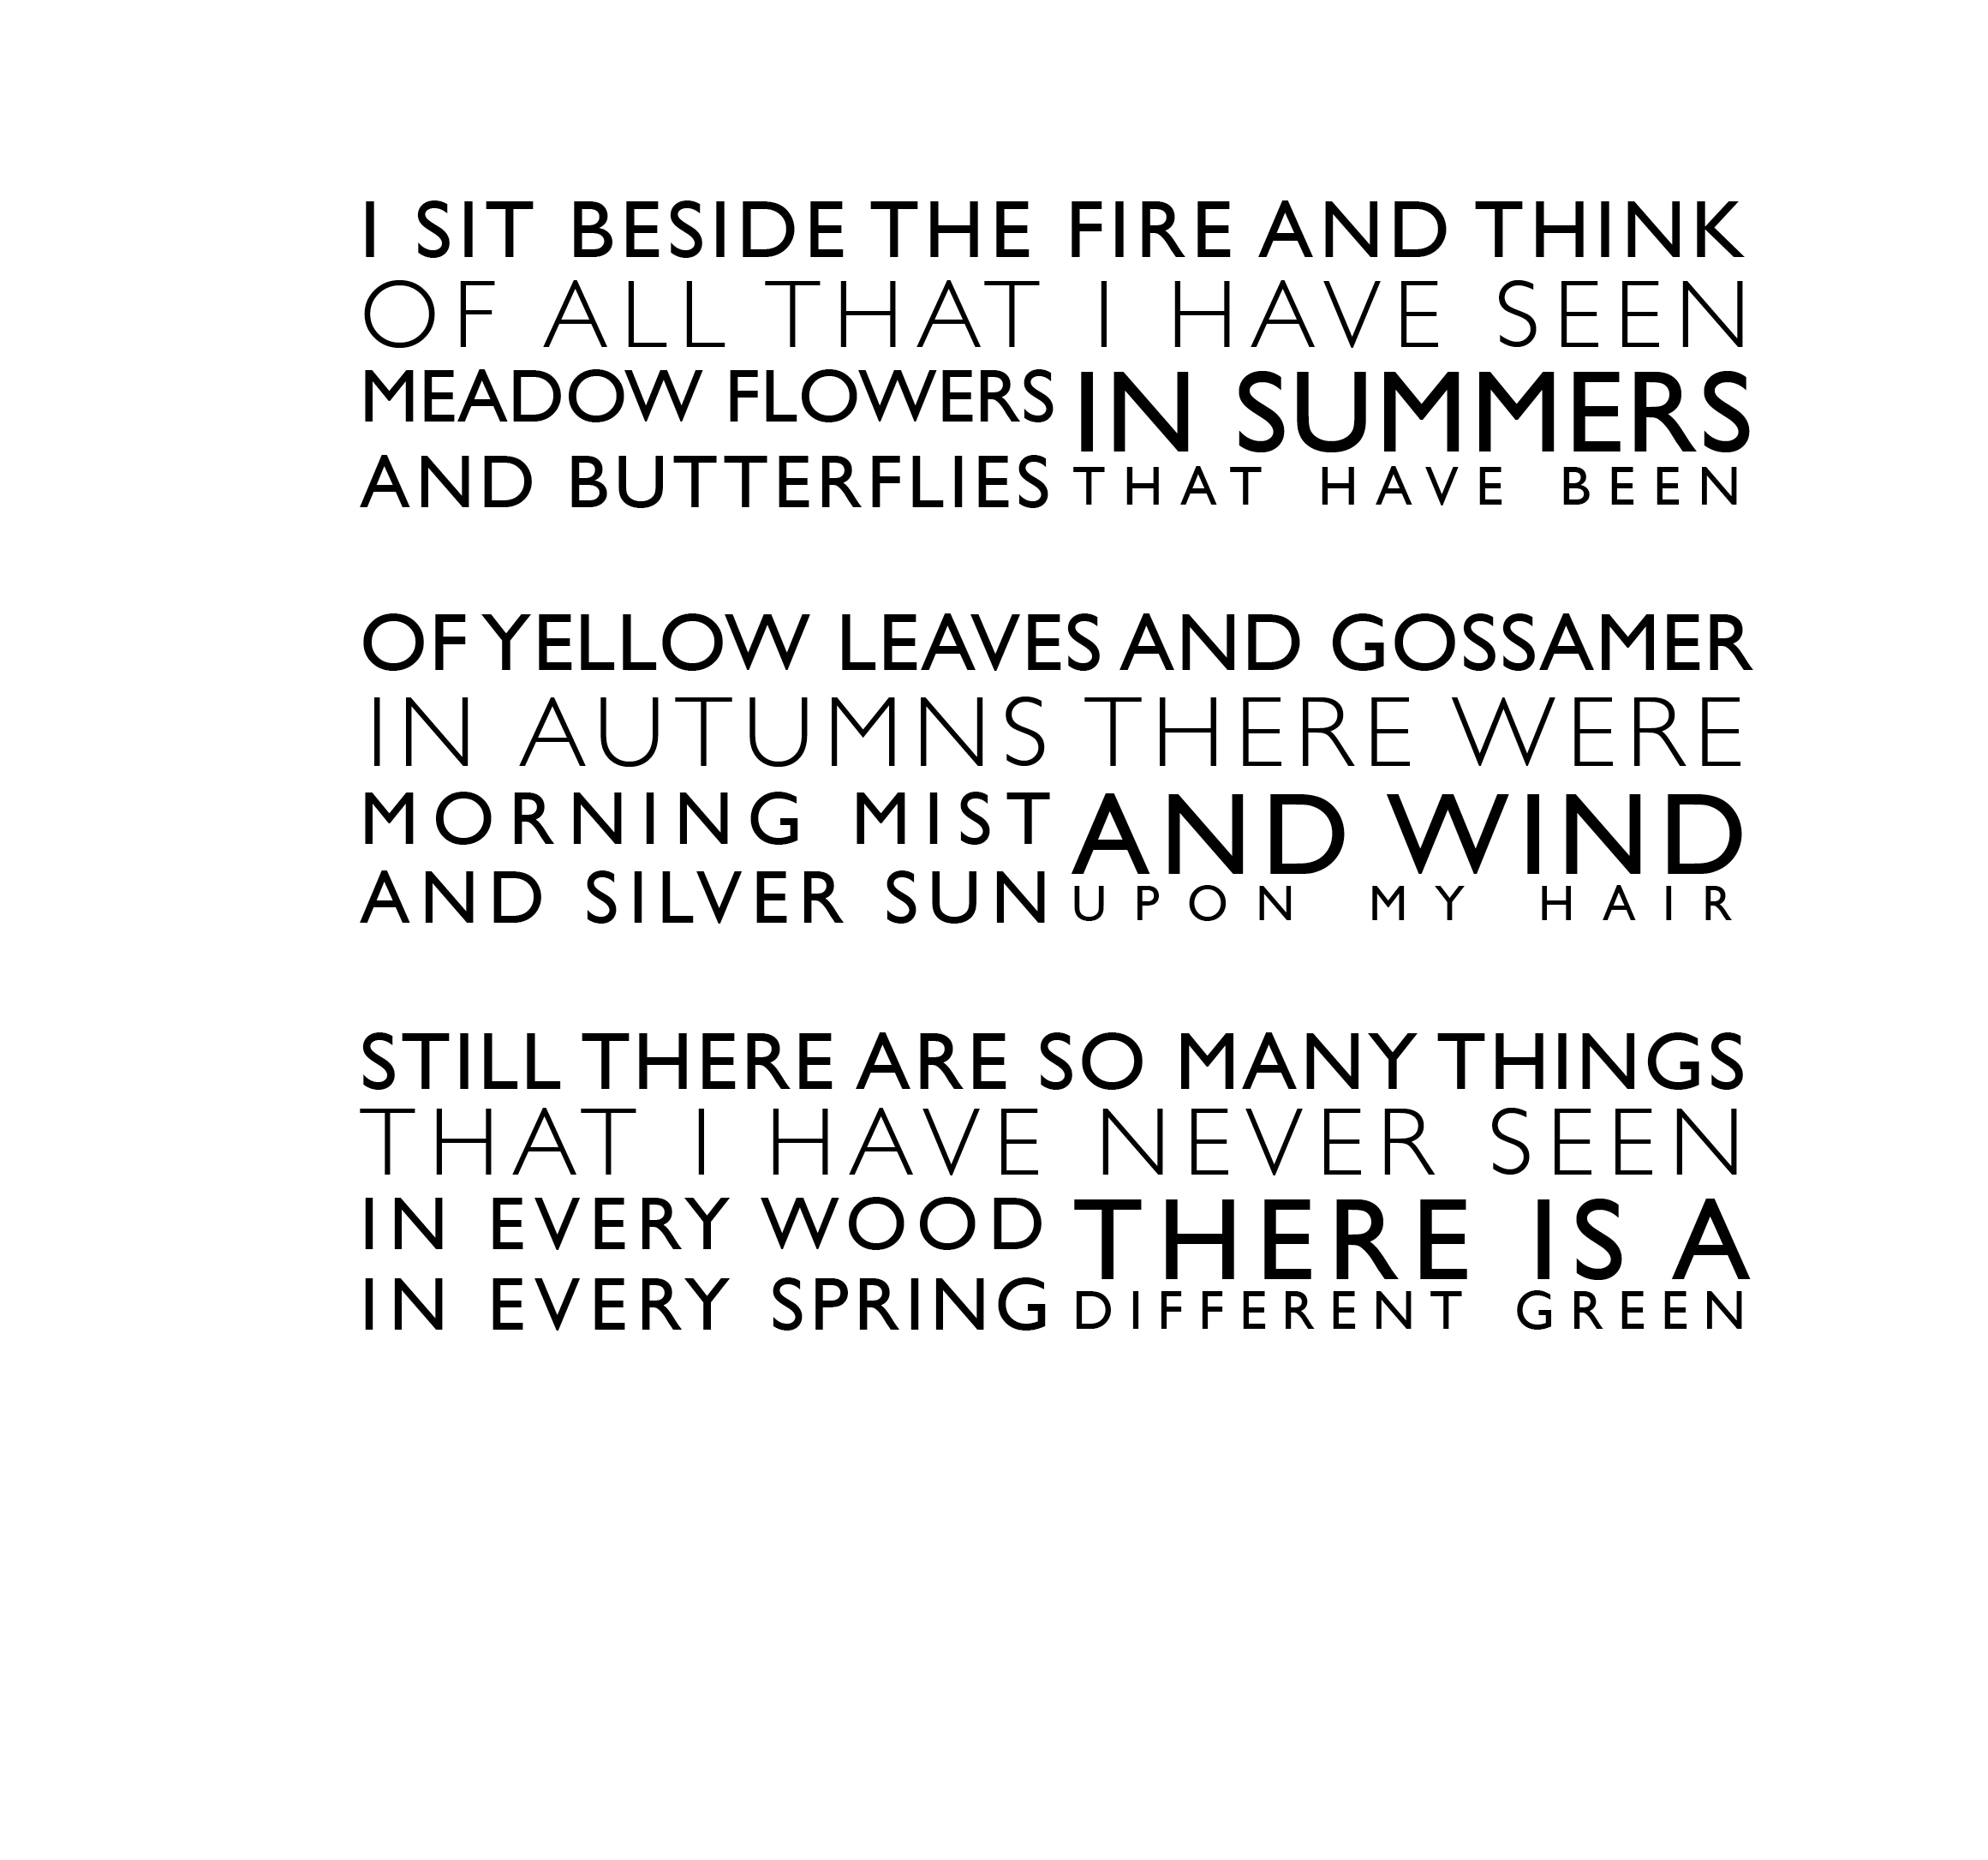 I SIT BESIDE THE FIRE AND THINK
OF ALL THAT I HAVE SEEN
MEADOW FLOWERS
AND BUTTERFLIES
IN SUMMERS
THAT HAVE BEEN
OF YELLOW LEAVES AND GOSSAMER
IN AUTUMNS THERE WERE
MORNING MIST
AND SILVER SUN
AND WIND
UPON MY HAIR
STILL THERE ARE SO MANY THINGS
THAT I HAVE NEVER SEEN
IN EVERY WOOD
IN EVERY SPRING
THERE IS A
DIFFERENT GREEN